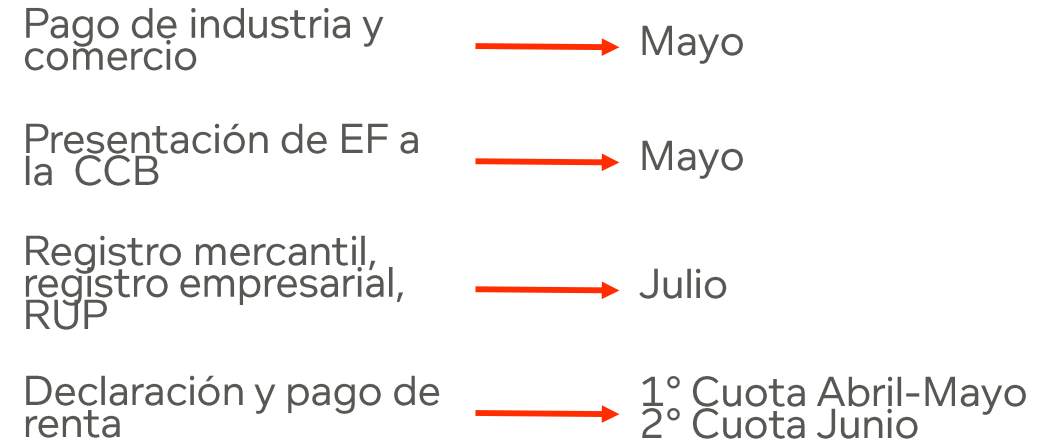 Pago de industria y
comercio
Mayo
Presentación de EF a
la  CCB
Mayo
Registro mercantil,
registro empresarial,
RUP
Julio
Declaración y pago de
renta
1° Cuota Abril-Mayo
2° Cuota Junio